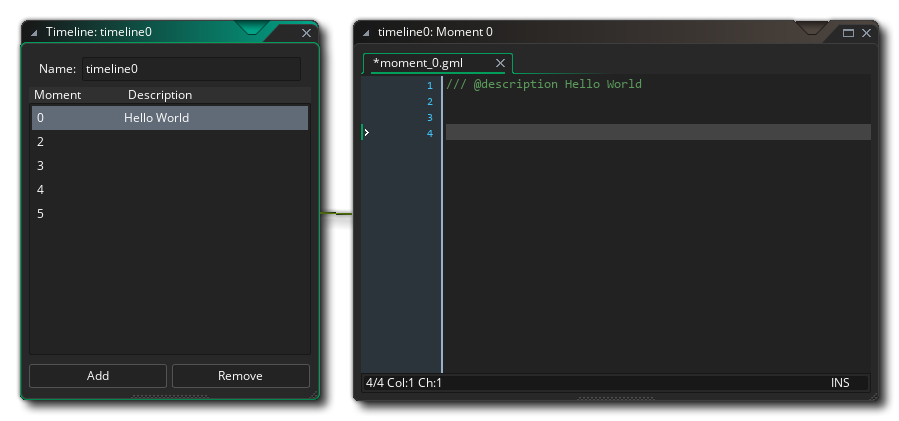 Timeline: timeline0
Name: timeline0
Moment Description
0 Hello World
2
3
4
5
Add Remove
timeline0: Moment 0
*moment_0.gml
1 /// @description Hello World
2
3
4
4/4 Col:1 Ch:1 INS